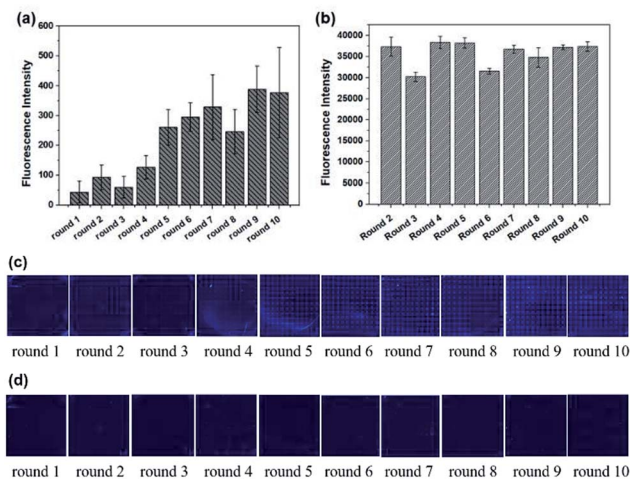 (a)
Fluorescence Intensity
600
500
400
300
200
100
0
round 1 round 2 round 3 round 4 round 5 round 6 round 7 round 8 round 9 round 10
(b)
Fluorescence Intensity
40000
35000
30000
25000
20000
15000
10000
5000
0
Round 2 Round 3 Round 4 Round 5 Round 6 Round 7 Round 8 Round 9 Round 10
(c)
round 1 round 2 round 3 round 4 round 5 round 6 round 7 round 8 round 9 round 10
(d)
round 1 round 2 round 3 round 4 round 5 round 6 round 7 round 8 round 9 round 10